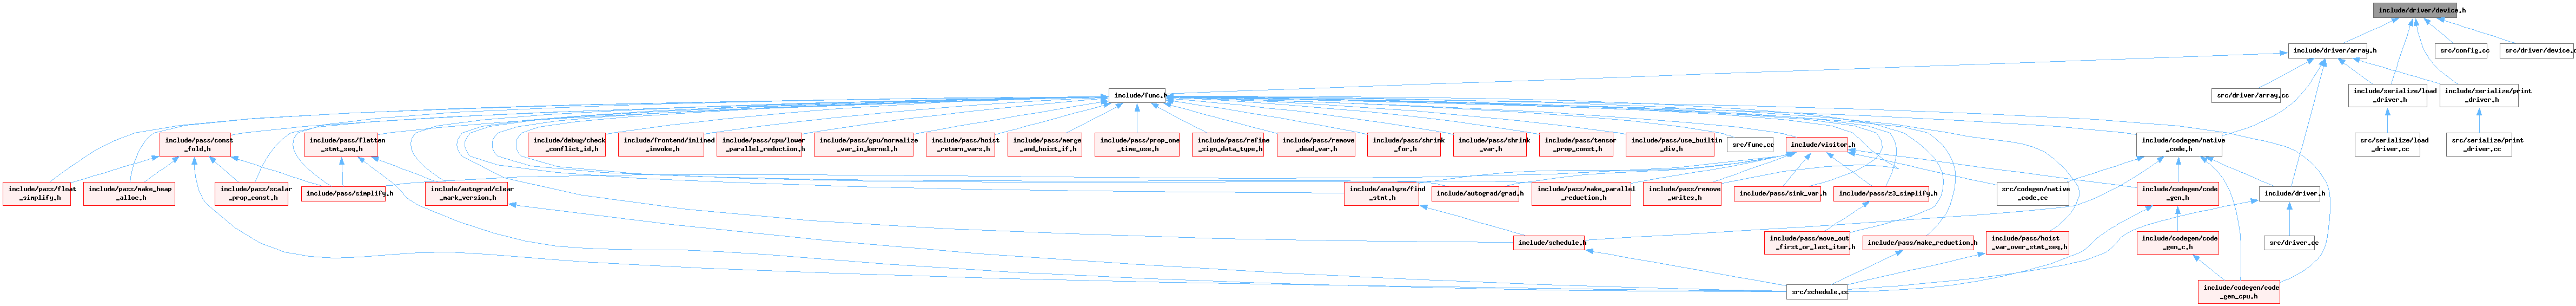 include/driver/device.h
include/driver/array.h
src/config.cc
src/driver/device.c
include/func.h
src/driver/array.cc
include/serialize/load
_driver.h
include/serialize/print
_driver.h
include/pass/const
_fold.h
include/pass/flatten
_stmt_seq.h
include/debug/check
_conflict_id.h
include/frontend/inlined
_invoke.h
include/pass/cpu/lower
_parallel_reduction.h
include/pass/gpu/normalize
_var_in_kernel.h
include/pass/hoist
_return_vars.h
include/pass/merge
_and_hoist_if.h
include/pass/prop_one
_time_use.h
include/pass/refine
_sign_data_type.h
include/pass/remove
_dead_var.h
include/pass/shrink
_for.h
include/pass/shrink
_var.h
include/pass/tensor
_prop_const.h
include/pass/use_builtin
_div.h
src/func.cc
include/visitor.h
include/codegen/native
_code.h
src/serialize/load
_driver.cc
src/serialize/print
_driver.cc
include/pass/float
_simplify.h
include/pass/make_heap
_alloc.h
include/pass/scalar
_prop_const.h
include/pass/simplify.h
include/autograd/clear
_mark_version.h
include/analyze/find
_stmt.h
include/autograd/grad.h
include/pass/make_parallel
_reduction.h
include/pass/remove
_writes.h
include/pass/sink_var.h
include/pass/z3_simplify.h
src/codegen/native
_code.cc
include/codegen/code
_gen.h
include/driver.h
include/schedule.h
include/pass/move_out
_first_or_last_iter.h
include/pass/make_reduction.h
include/pass/hoist
_var_over_stmt_seq.h
include/codegen/code
_gen_c.h
src/driver.cc
src/schedule.cc
include/codegen/code
_gen_cpu.h